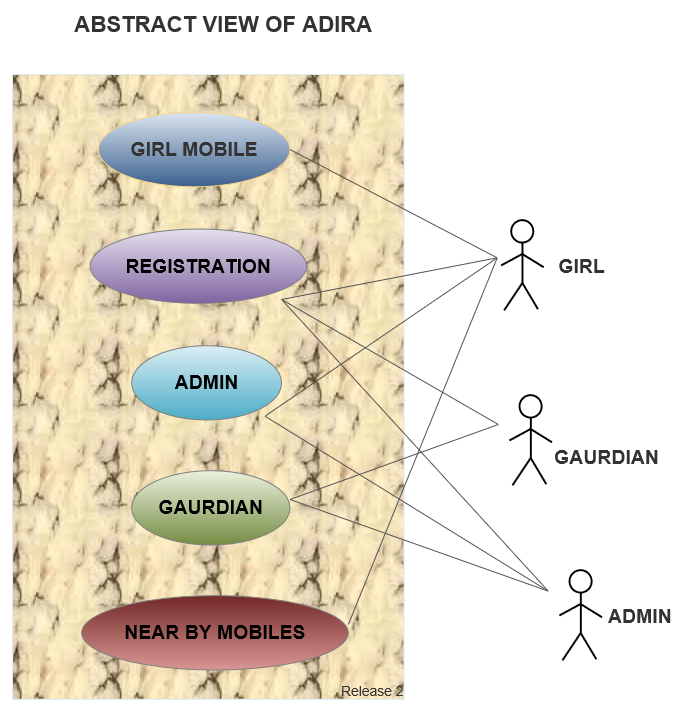 ABSTRACT VIEW OF ADIRA
GIRL MOBILE
REGISTRATION
GIRL
ADMIN
GAURDIAN
GAURDIAN
ADMIN
NEAR BY MOBILES
Release 2